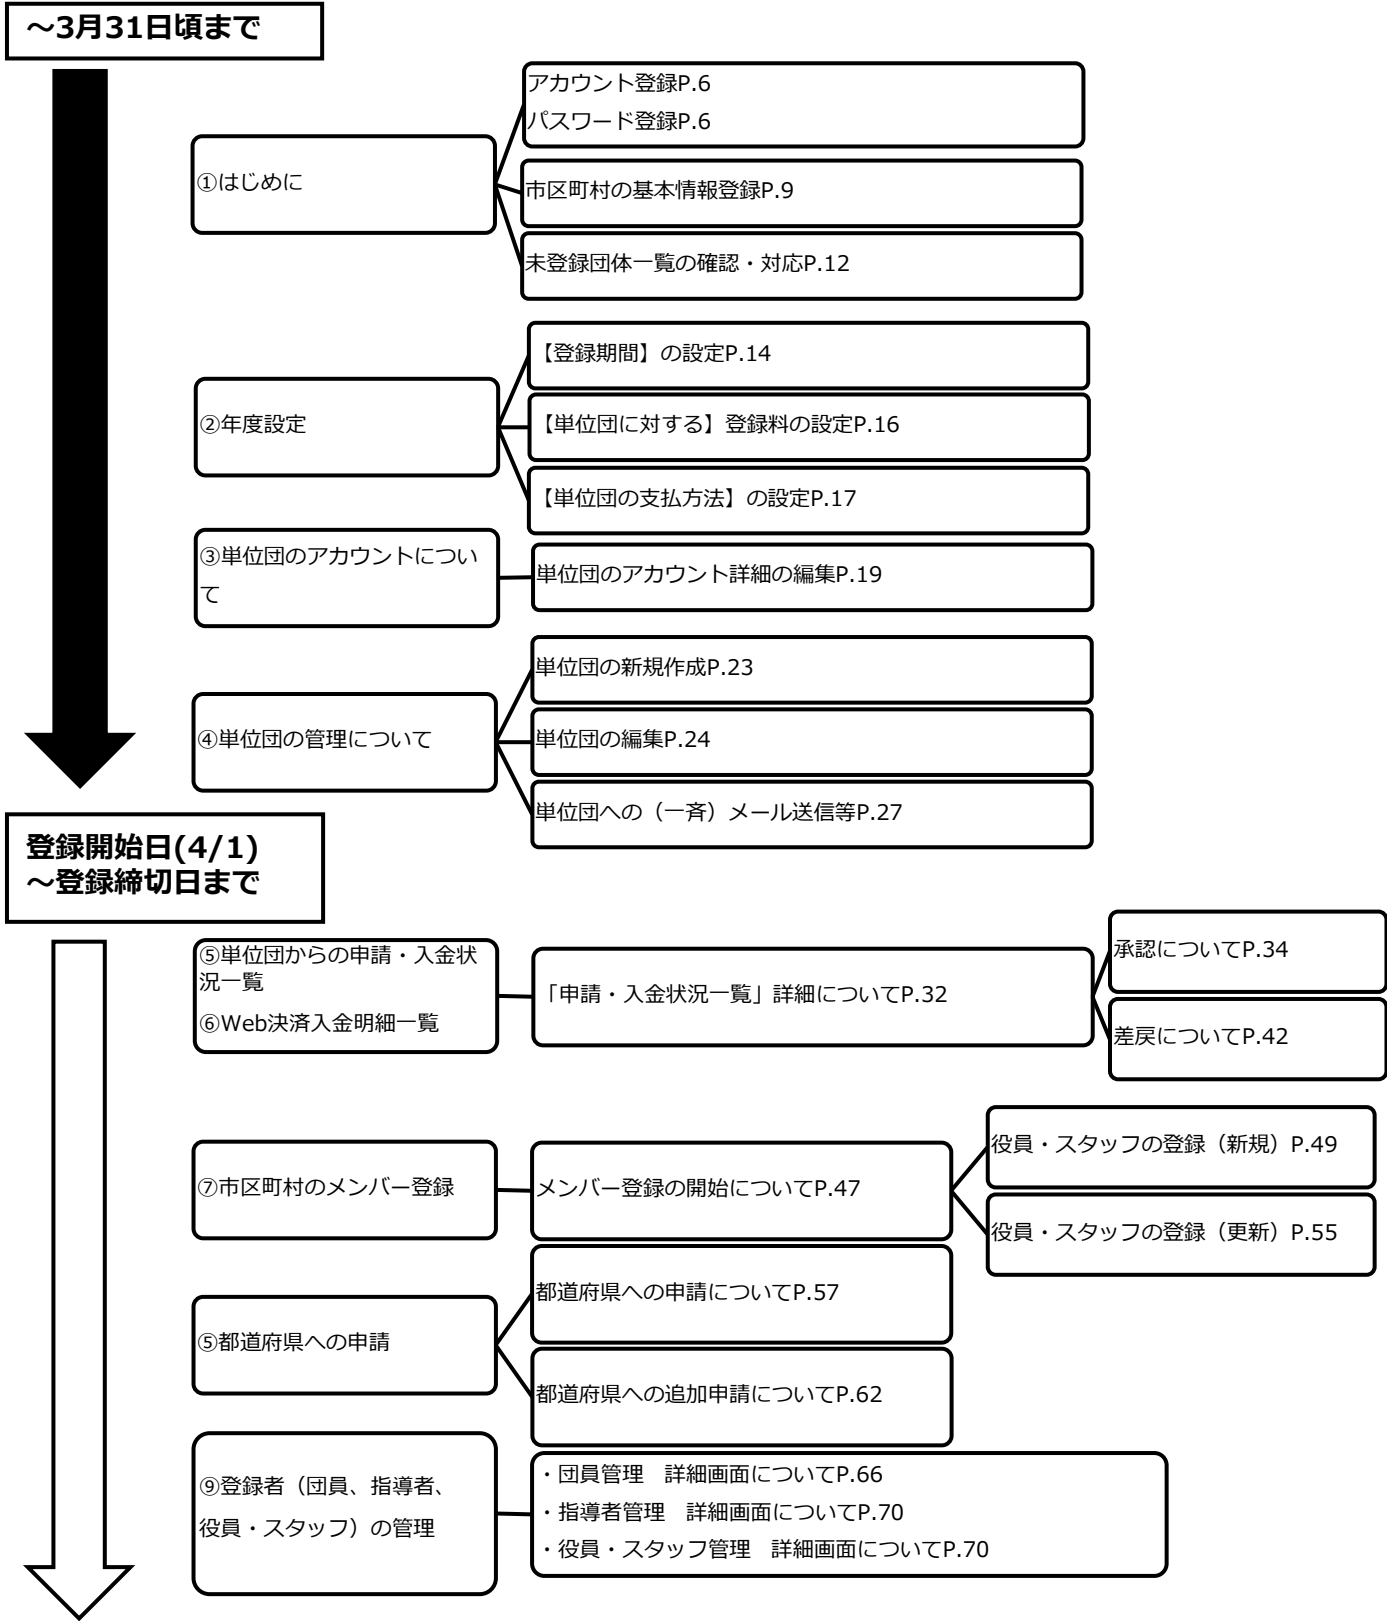 ～3月31日頃まで
①はじめに
アカウント登録P.6
パスワード登録P.6
市区町村の基本情報登録P.9
未登録団体一覧の確認・対応P.12
②年度設定
【登録期間】の設定P.14
【単位団に対する】登録料の設定P.16
【単位団の支払方法】の設定P.17
③単位団のアカウントについ
て
単位団のアカウント詳細の編集P.19
④単位団の管理について
単位団の新規作成P.23
単位団の編集P.24
単位団への（一斉）メール送信等P.27
登録開始日(4/1)
～登録締切日まで
⑤単位団からの申請・入金状
況一覧
⑥Web決済入金明細一覧
「申請・入金状況一覧」詳細についてP.32
承認についてP.34
差戻についてP.42
⑦市区町村のメンバー登録
メンバー登録の開始についてP.47
役員・スタッフの登録（新規）P.49
役員・スタッフの登録（更新）P.55
⑤都道府県への申請
都道府県への申請についてP.57
都道府県への追加申請についてP.62
⑨登録者（団員、指導者、
役員・スタッフ）の管理
・団員管理　詳細画面についてP.66
・指導者管理　詳細画面についてP.70
・役員・スタッフ管理　詳細画面についてP.70